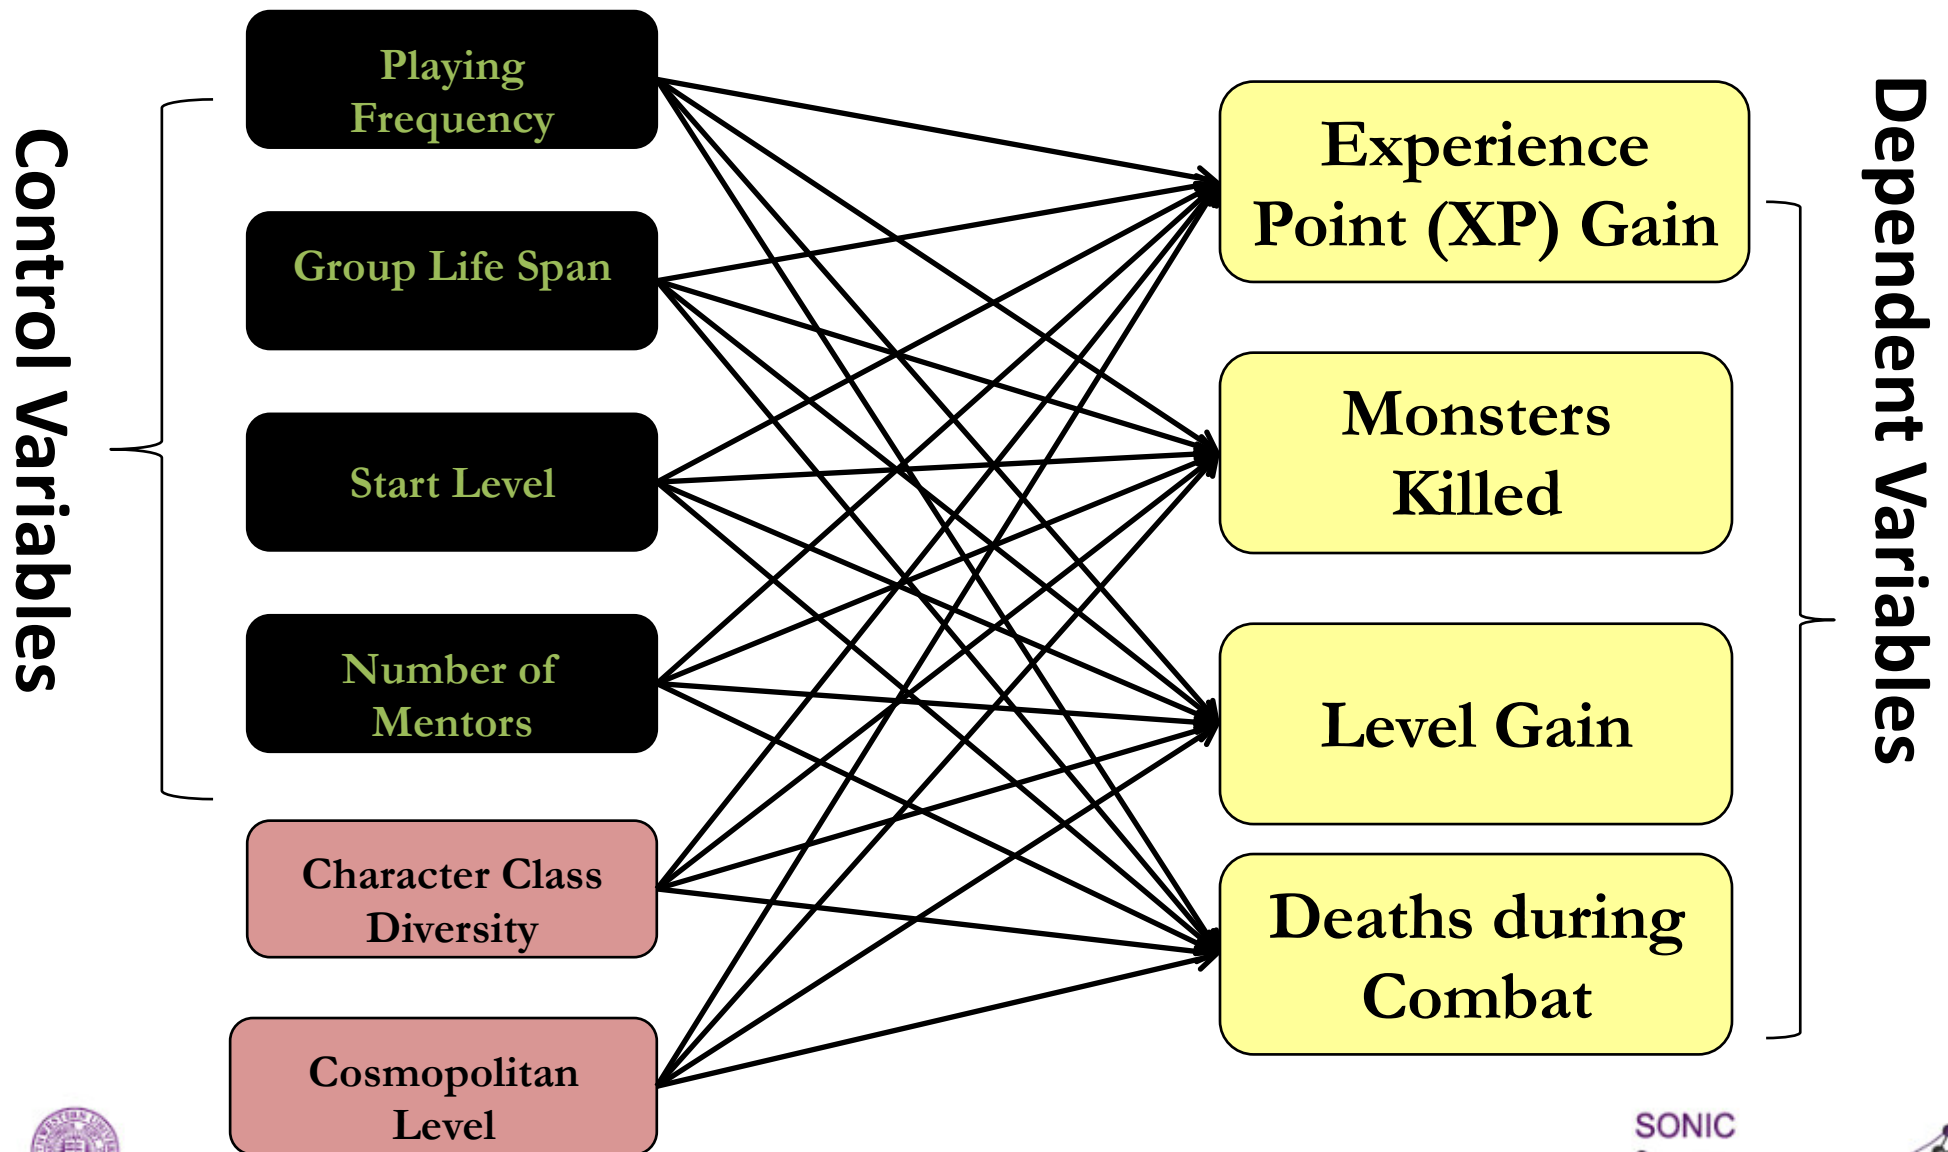 Control Variables
Playing
Frequency
Group Life Span
Start Level
Number of
Mentors
Character Class
Diversity
Cosmopolitan
Level
Experience
Point (XP) Gain
Monsters
Killed
Level Gain
Deaths during
Combat
Dependent Variables
SONIC